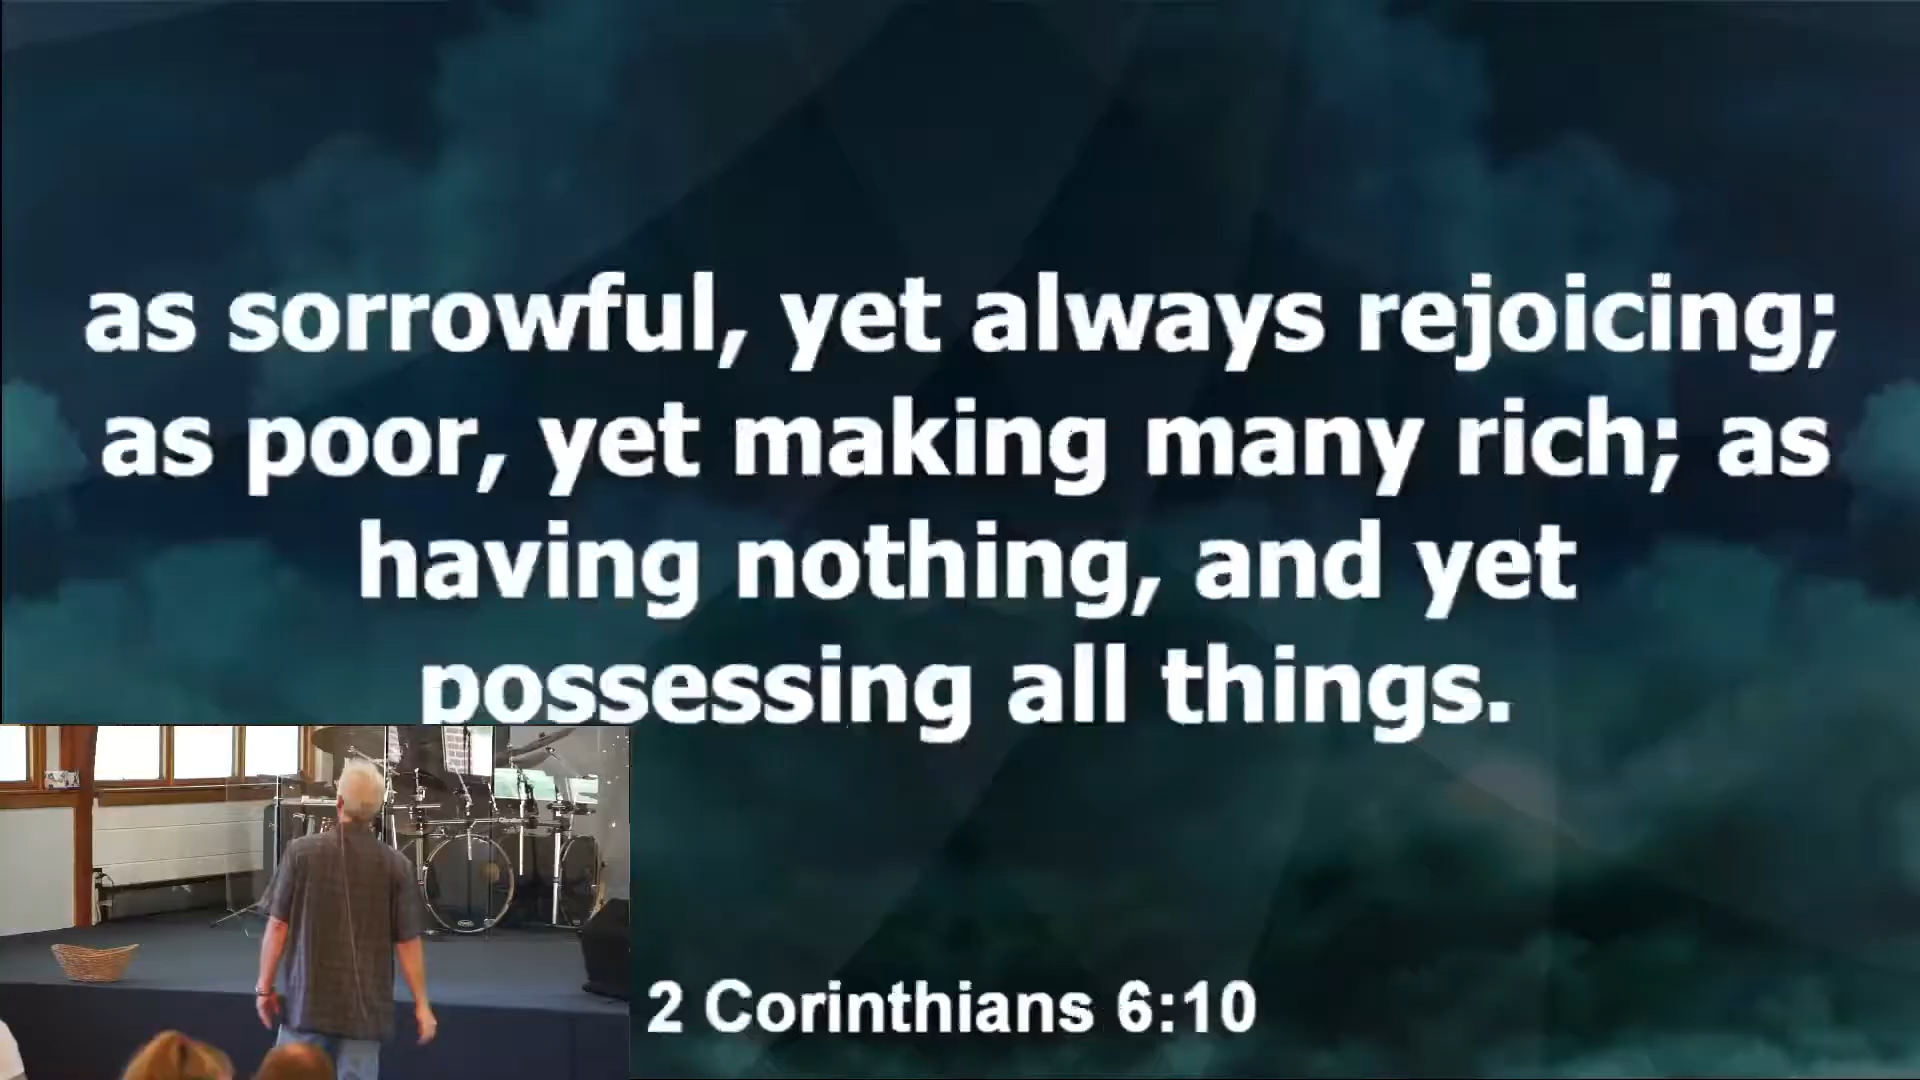 as sorrowful, yet always rejoicing;
as poor, yet making many rich; as
having nothing, and yet
possessing all things.
2 Corinthians 6:10